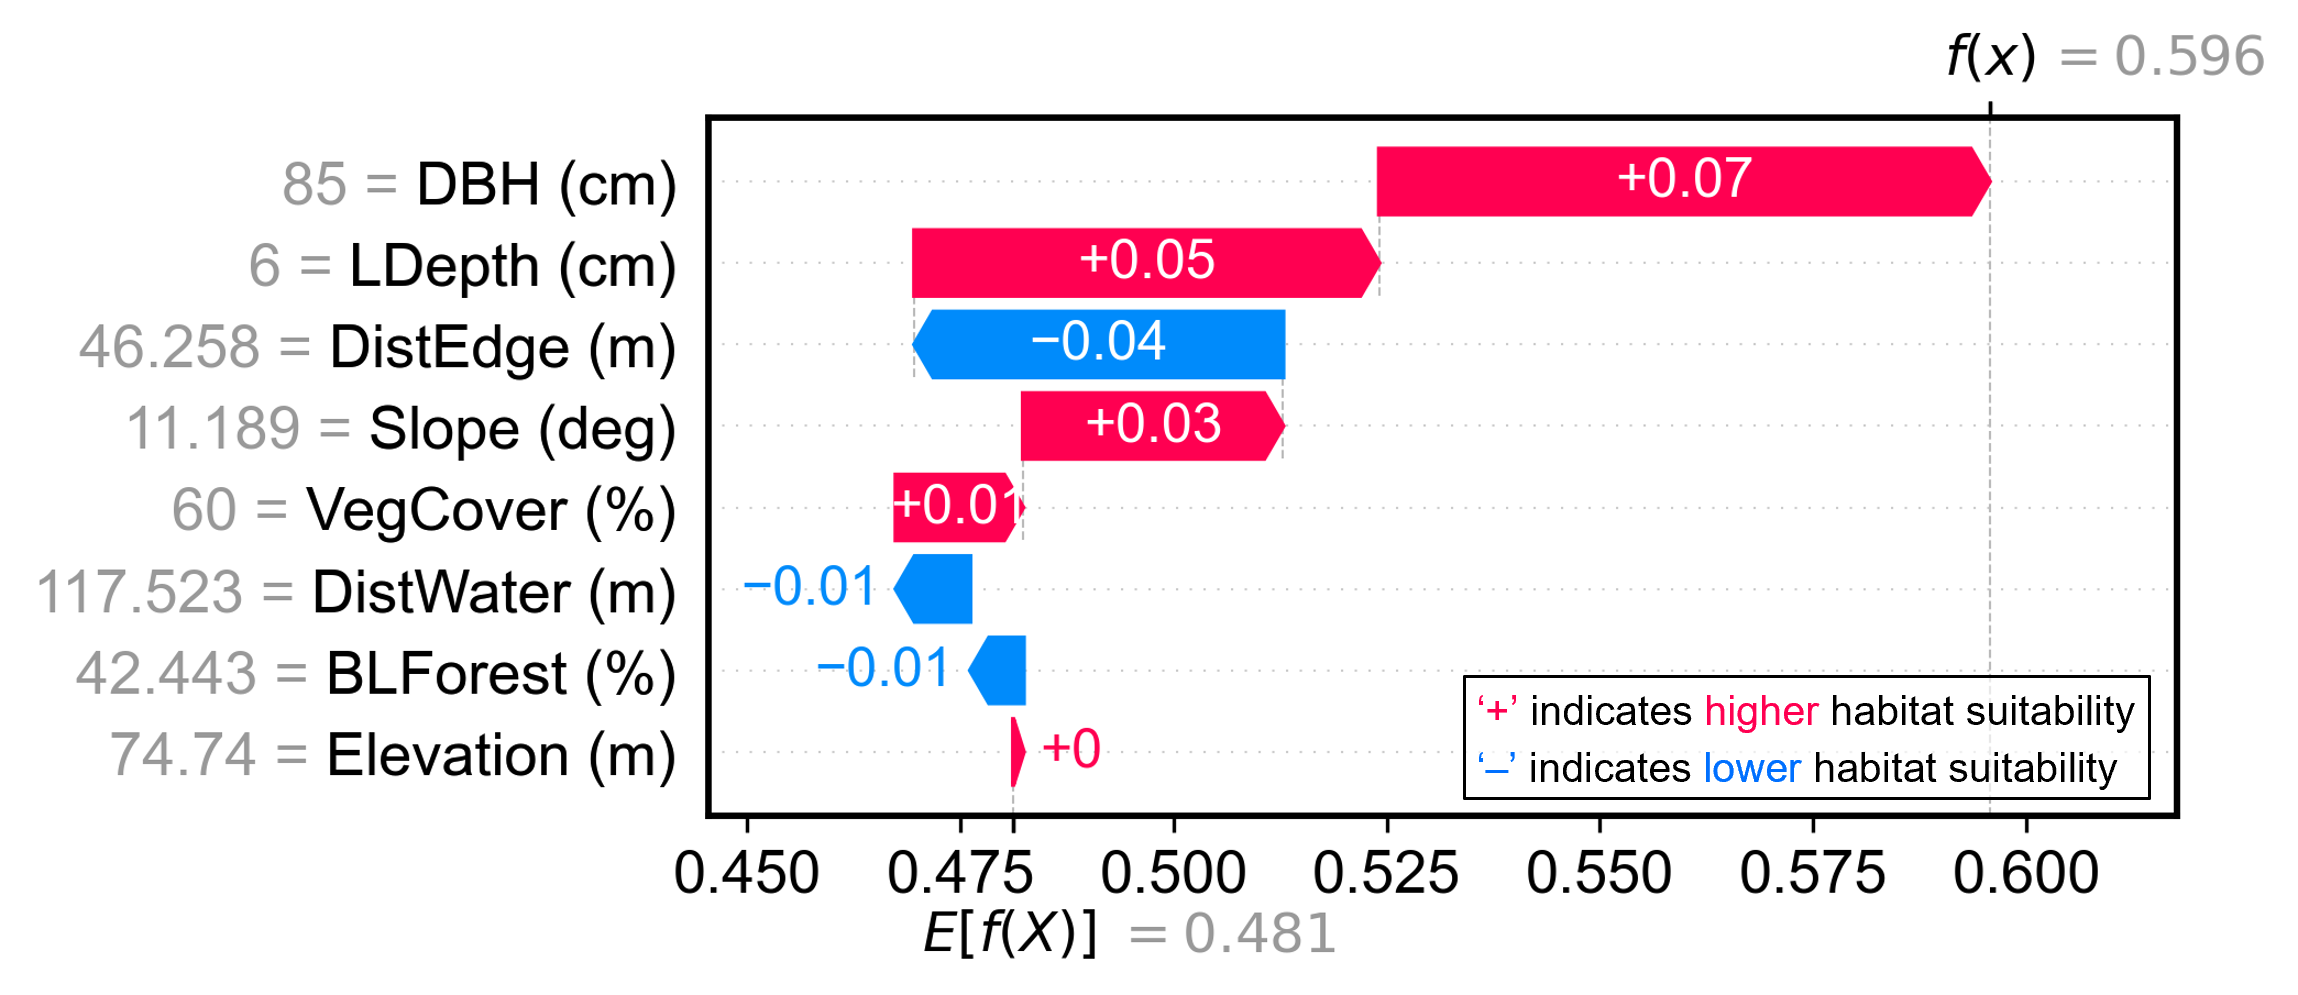 f(x) = 0.596
85 = DBH (cm)
+0.07
6 = LDepth (cm)
+0.05
46.258 = DistEdge (m)
−0.04
11.189 = Slope (deg)
+0.03
60 = VegCover (%)
+0.01
117.523 = DistWater (m)
−0.01
42.443 = BLForest (%)
−0.01
74.74 = Elevation (m)
+0
‘+’ indicates higher habitat suitability
‘–’ indicates lower habitat suitability
0.450 0.475 0.500 0.525 0.550 0.575 0.600
E[f(X)] = 0.481